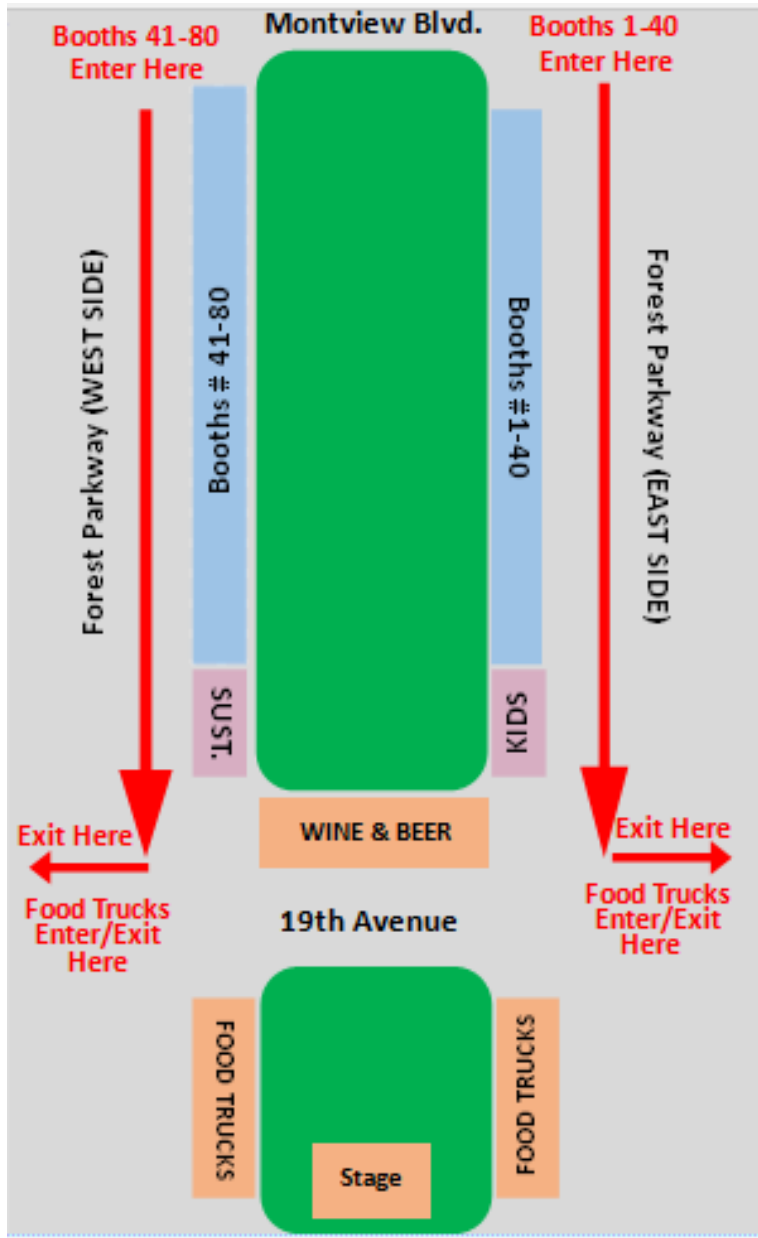 Montview Blvd.
Booths 41-80
Enter Here
Booths 1-40
Enter Here
Forest Parkway (WEST SIDE)
Booths # 41-80
Booths #1-40
Forest Parkway (EAST SIDE)
SUST.
KIDS
WINE & BEER
Exit Here
Exit Here
Food Trucks
Enter/Exit
Here
Food Trucks
Enter/Exit
Here
19th Avenue
FOOD TRUCKS
FOOD TRUCKS
Stage